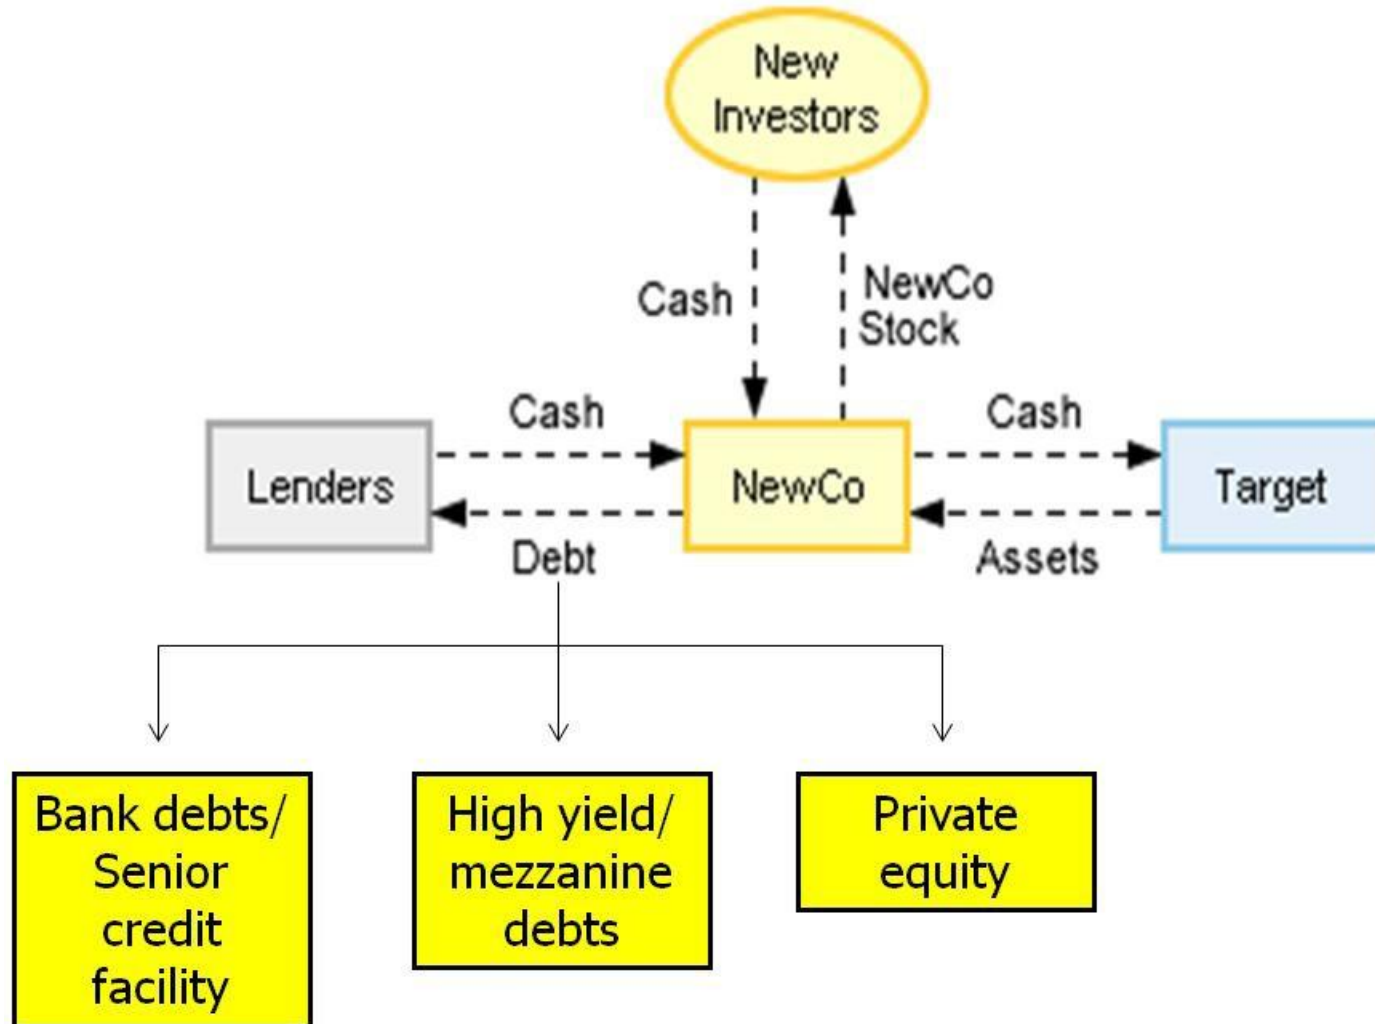 New
Investors
Cash
NewCo
Stock
Cash
Cash
Lenders
NewCo
Target
Debt
Assets
Bank debts/
Senior
credit
facility
High yield/
mezzanine
debts
Private
equity